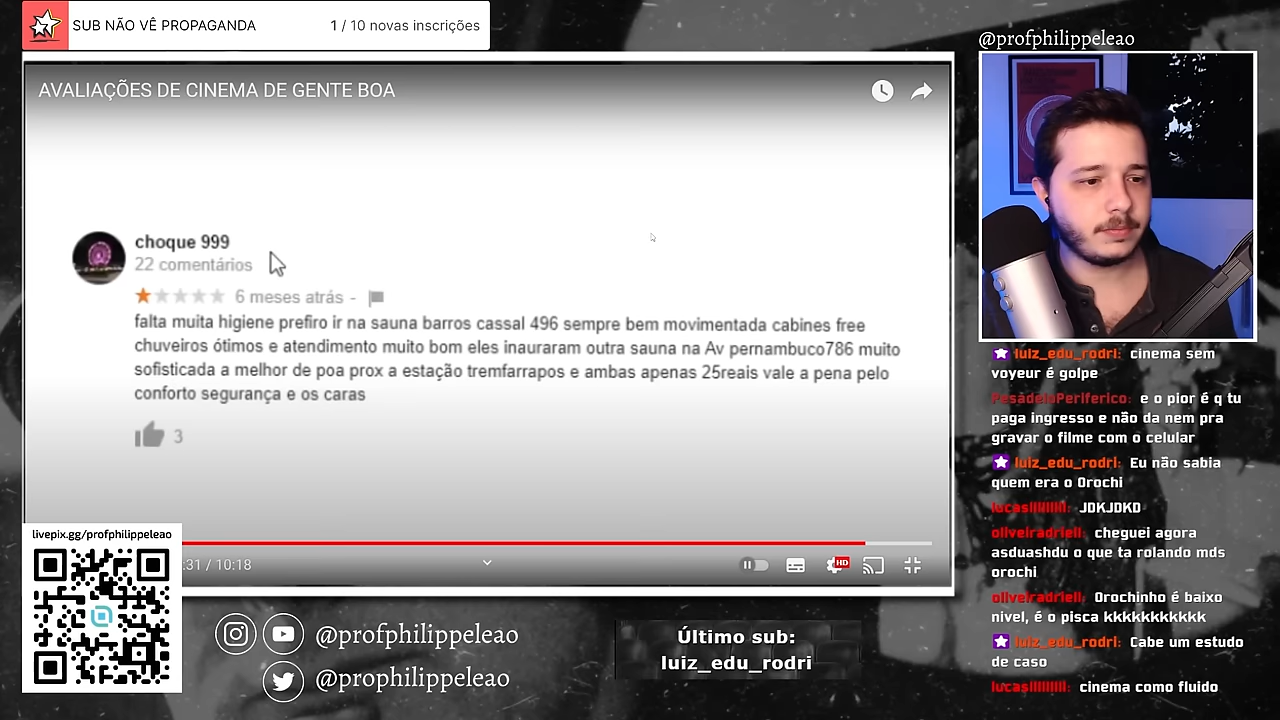 SUB NÃO VÊ PROPAGANDA 1 / 10 novas inscrições
@profphilippeleao
AVALIAÇÕES DE CINEMA DE GENTE BOA
choque 999
22 comentários
6 meses atrás -
falta muita higiene prefiro ir na sauna barros cassal 496 sempre bem movimentada cabines free
chuveiros ótimos e atendimento muito bom eles inauraram outra sauna na Av pernambuco786 muito
sofisticada a melhor de poa prox a estação tremfarrapos e ambas apenas 25reais vale a pena pelo
conforto segurança e os caras
3
:31 / 10:18
HD
livepix.gg/profphilippeleao
@profphilippeleao
@prophilippeleao
Último sub:
luiz_edu_rodri
luiz_edu_rodri: cinema sem
voyeur é golpe
PesadeloPeriferico: e o pior é q tu
paga ingresso e não da nem pra
gravar o filme com o celular
luiz_edu_rodri: Eu não sabia
quem era o Orochi
JDKJDKD
oliveiradriell: cheguei agora
asduashdu o que ta rolando mds
orochi
oliveiradriell: Orochinho é baixo
nivel, é o pisca kkkkkkkkkkk
luiz_edu_rodri: Cabe um estudo
de caso
cinema como fluido